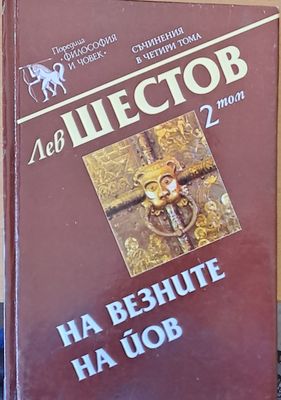 Поредица
•ФИЛОСОФИЯ
И ЧОВЕК•
СЪЧИНЕНИЯ
В ЧЕТИРИ ТОМА
Лев ШЕСТОВ
2 том
НА ВЕЗНИТЕ
НА ЙОВ